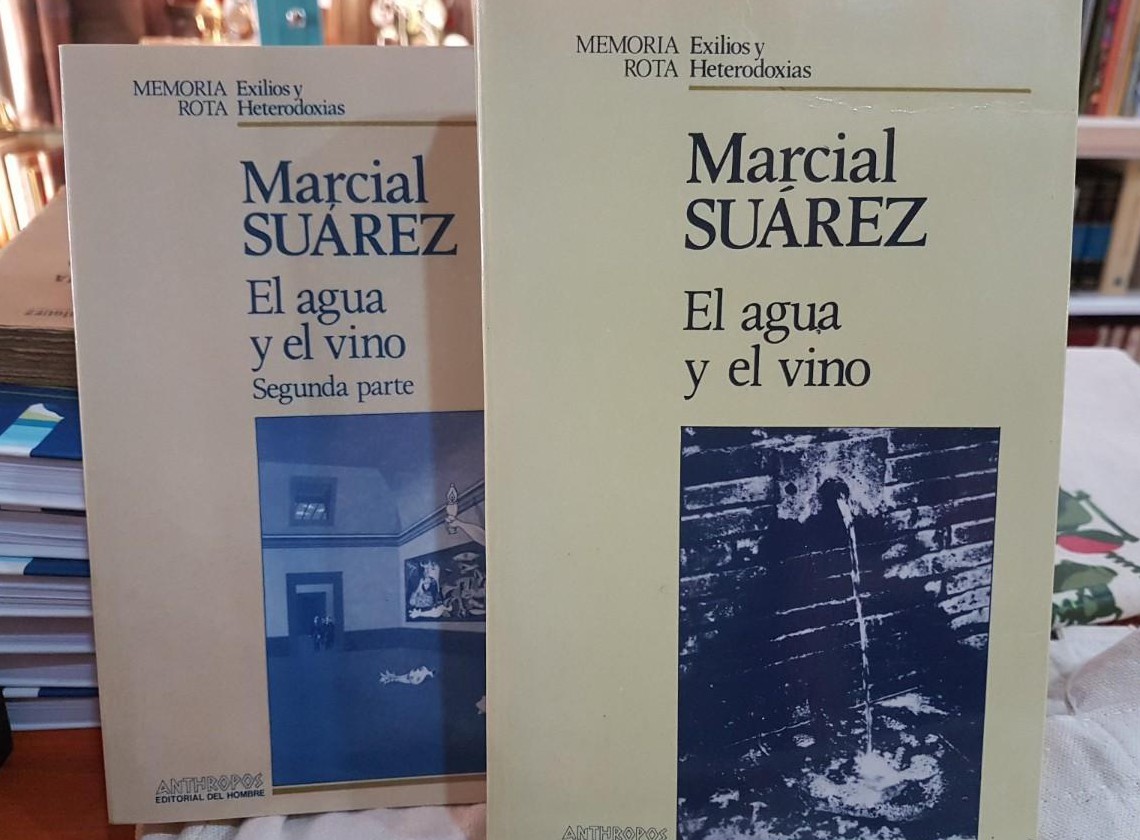 MEMORIA Exilios y
ROTA Heterodoxias
Marcial
SUÁREZ
El agua
y el vino
Segunda parte
ANTHROPOS
EDITORIAL DEL HOMBRE
MEMORIA Exilios y
ROTA Heterodoxias
Marcial
SUÁREZ
El agua
y el vino
ANTHROPOS